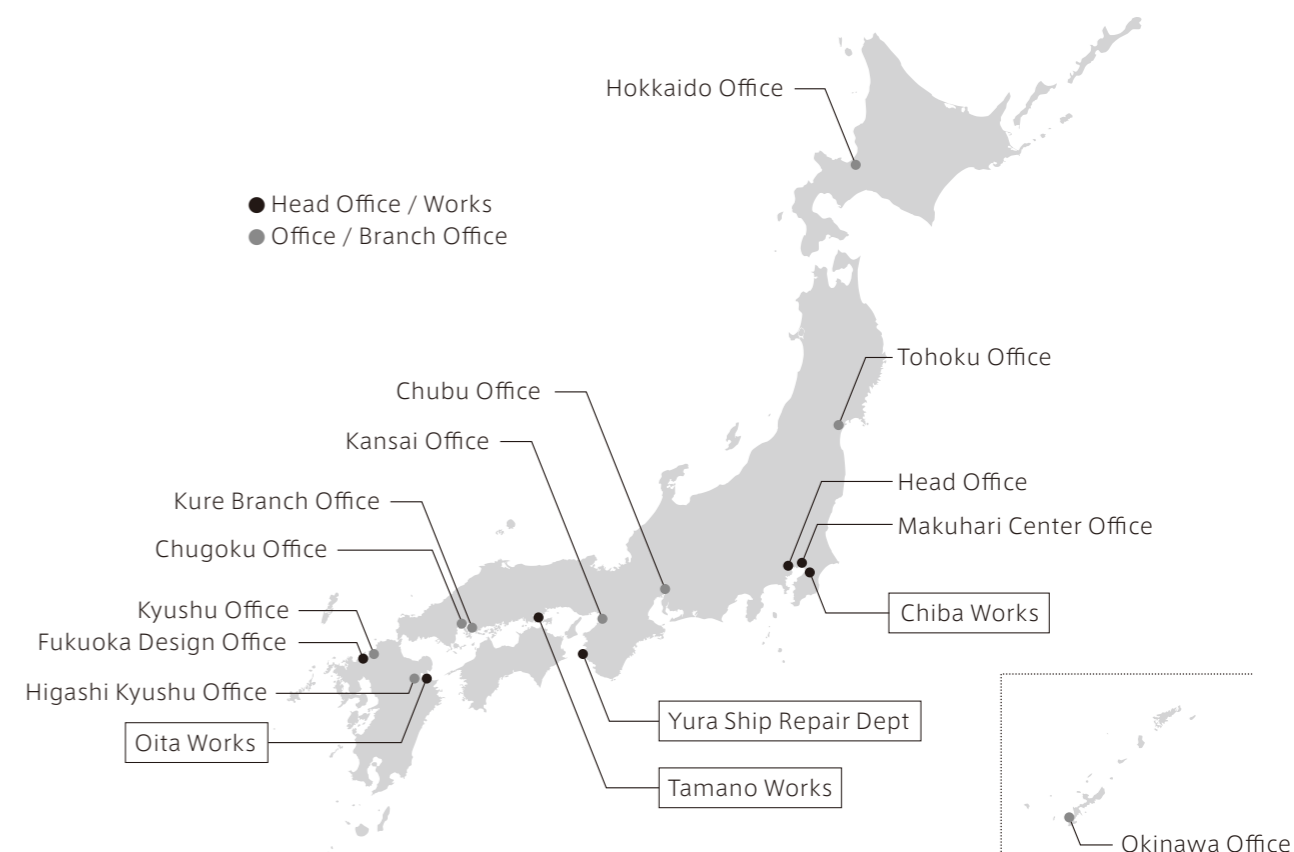 Hokkaido Office
● Head Office / Works
● Office / Branch Office
Tohoku Office
Chubu Office
Kansai Office
Head Office
Kure Branch Office
Makuhari Center Office
Chugoku Office
Kyushu Office
Chiba Works
Fukuoka Design Office
Higashi Kyushu Office
Yura Ship Repair Dept
Oita Works
Tamano Works
Okinawa Office